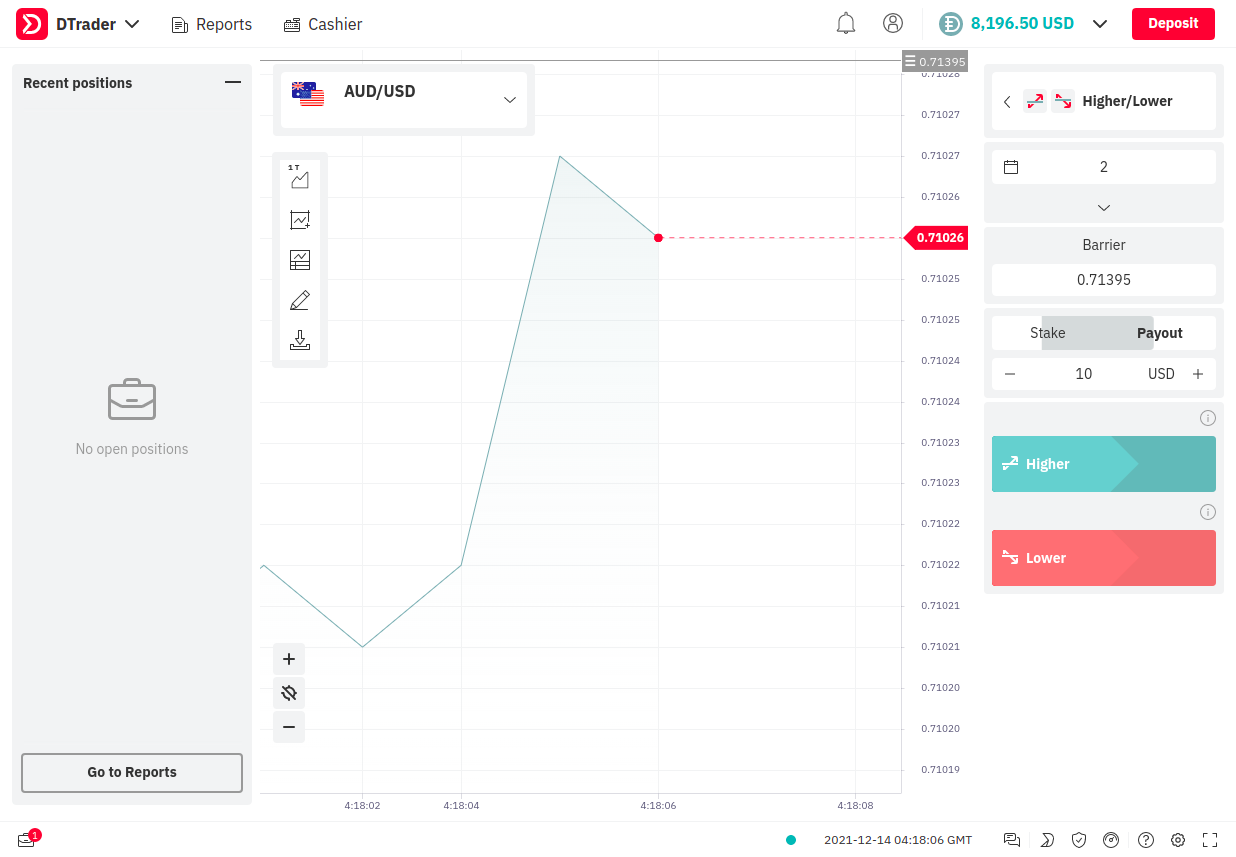 DTrader
Reports
Cashier
8,196.50 USD
Deposit
Recent positions
No open positions
Go to Reports
AUD/USD
1 T
0.71395
0.71028
0.71027
0.71027
0.71026
0.71026
0.71025
0.71025
0.71024
0.71024
0.71023
0.71023
0.71022
0.71022
0.71021
0.71021
0.71020
0.71020
0.71019
4:18:02
4:18:04
4:18:06
4:18:08
Higher/Lower
2
Barrier
0.71395
Stake
Payout
10
USD
Higher
Lower
1
2021-12-14 04:18:06 GMT